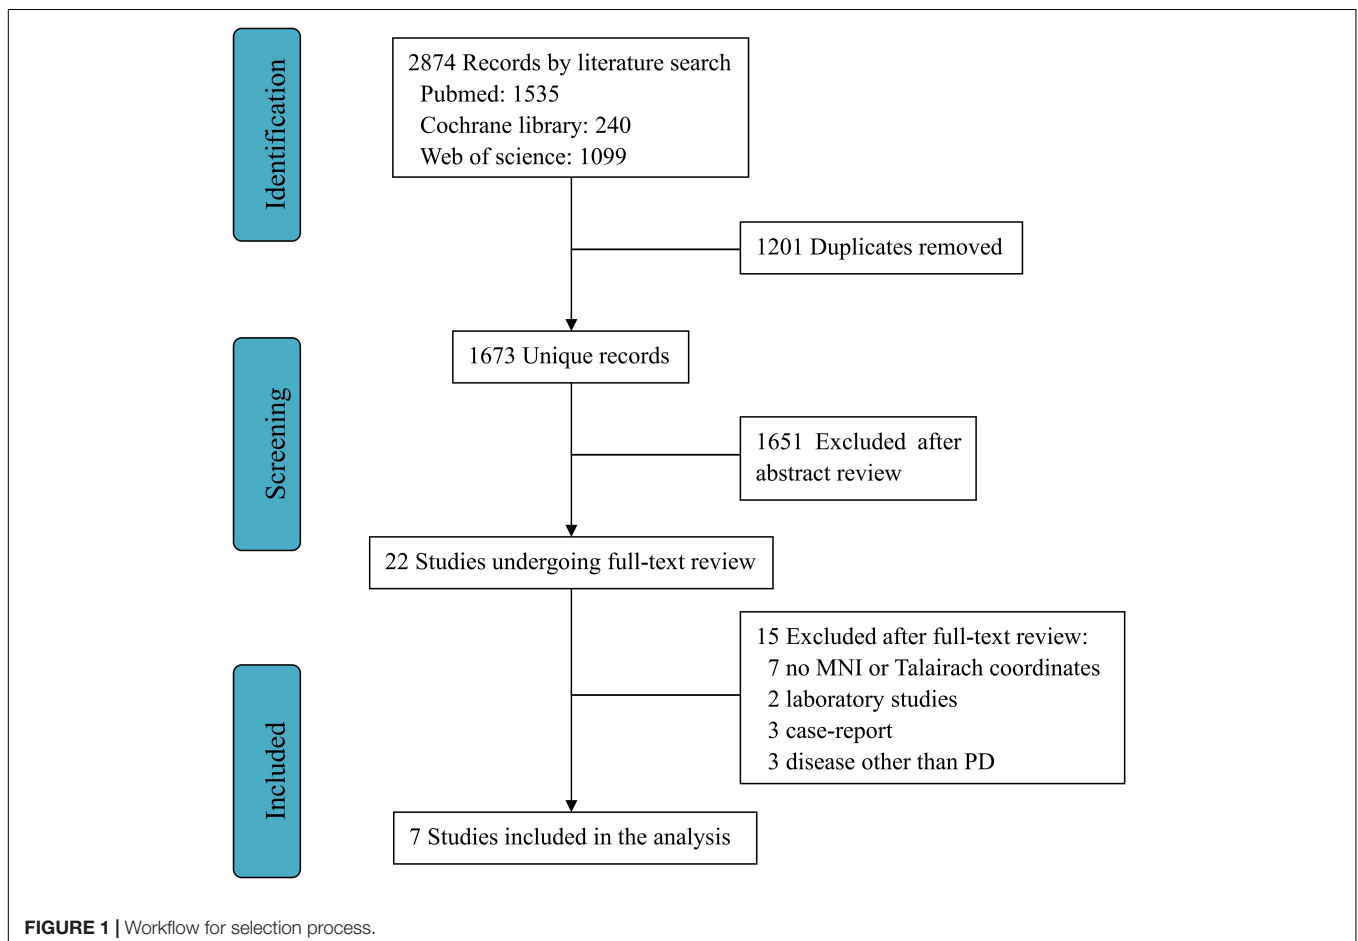 Identification
2874 Records by literature search
Pubmed: 1535
Cochrane library: 240
Web of science: 1099
1201 Duplicates removed
Screening
1673 Unique records
1651 Excluded after
abstract review
22 Studies undergoing full-text review
Included
15 Excluded after full-text review:
7 no MNI or Talairach coordinates
2 laboratory studies
3 case-report
3 disease other than PD
7 Studies included in the analysis
FIGURE 1 | Workflow for selection process.